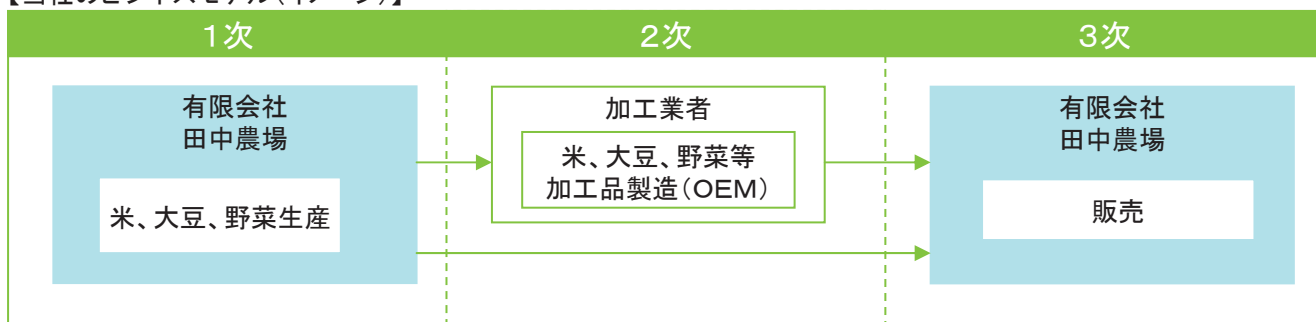 1次
2次
3次
有限会社
田中農場
米、大豆、野菜生産
加工業者
米、大豆、野菜等
加工品製造(OEM)
有限会社
田中農場
販売